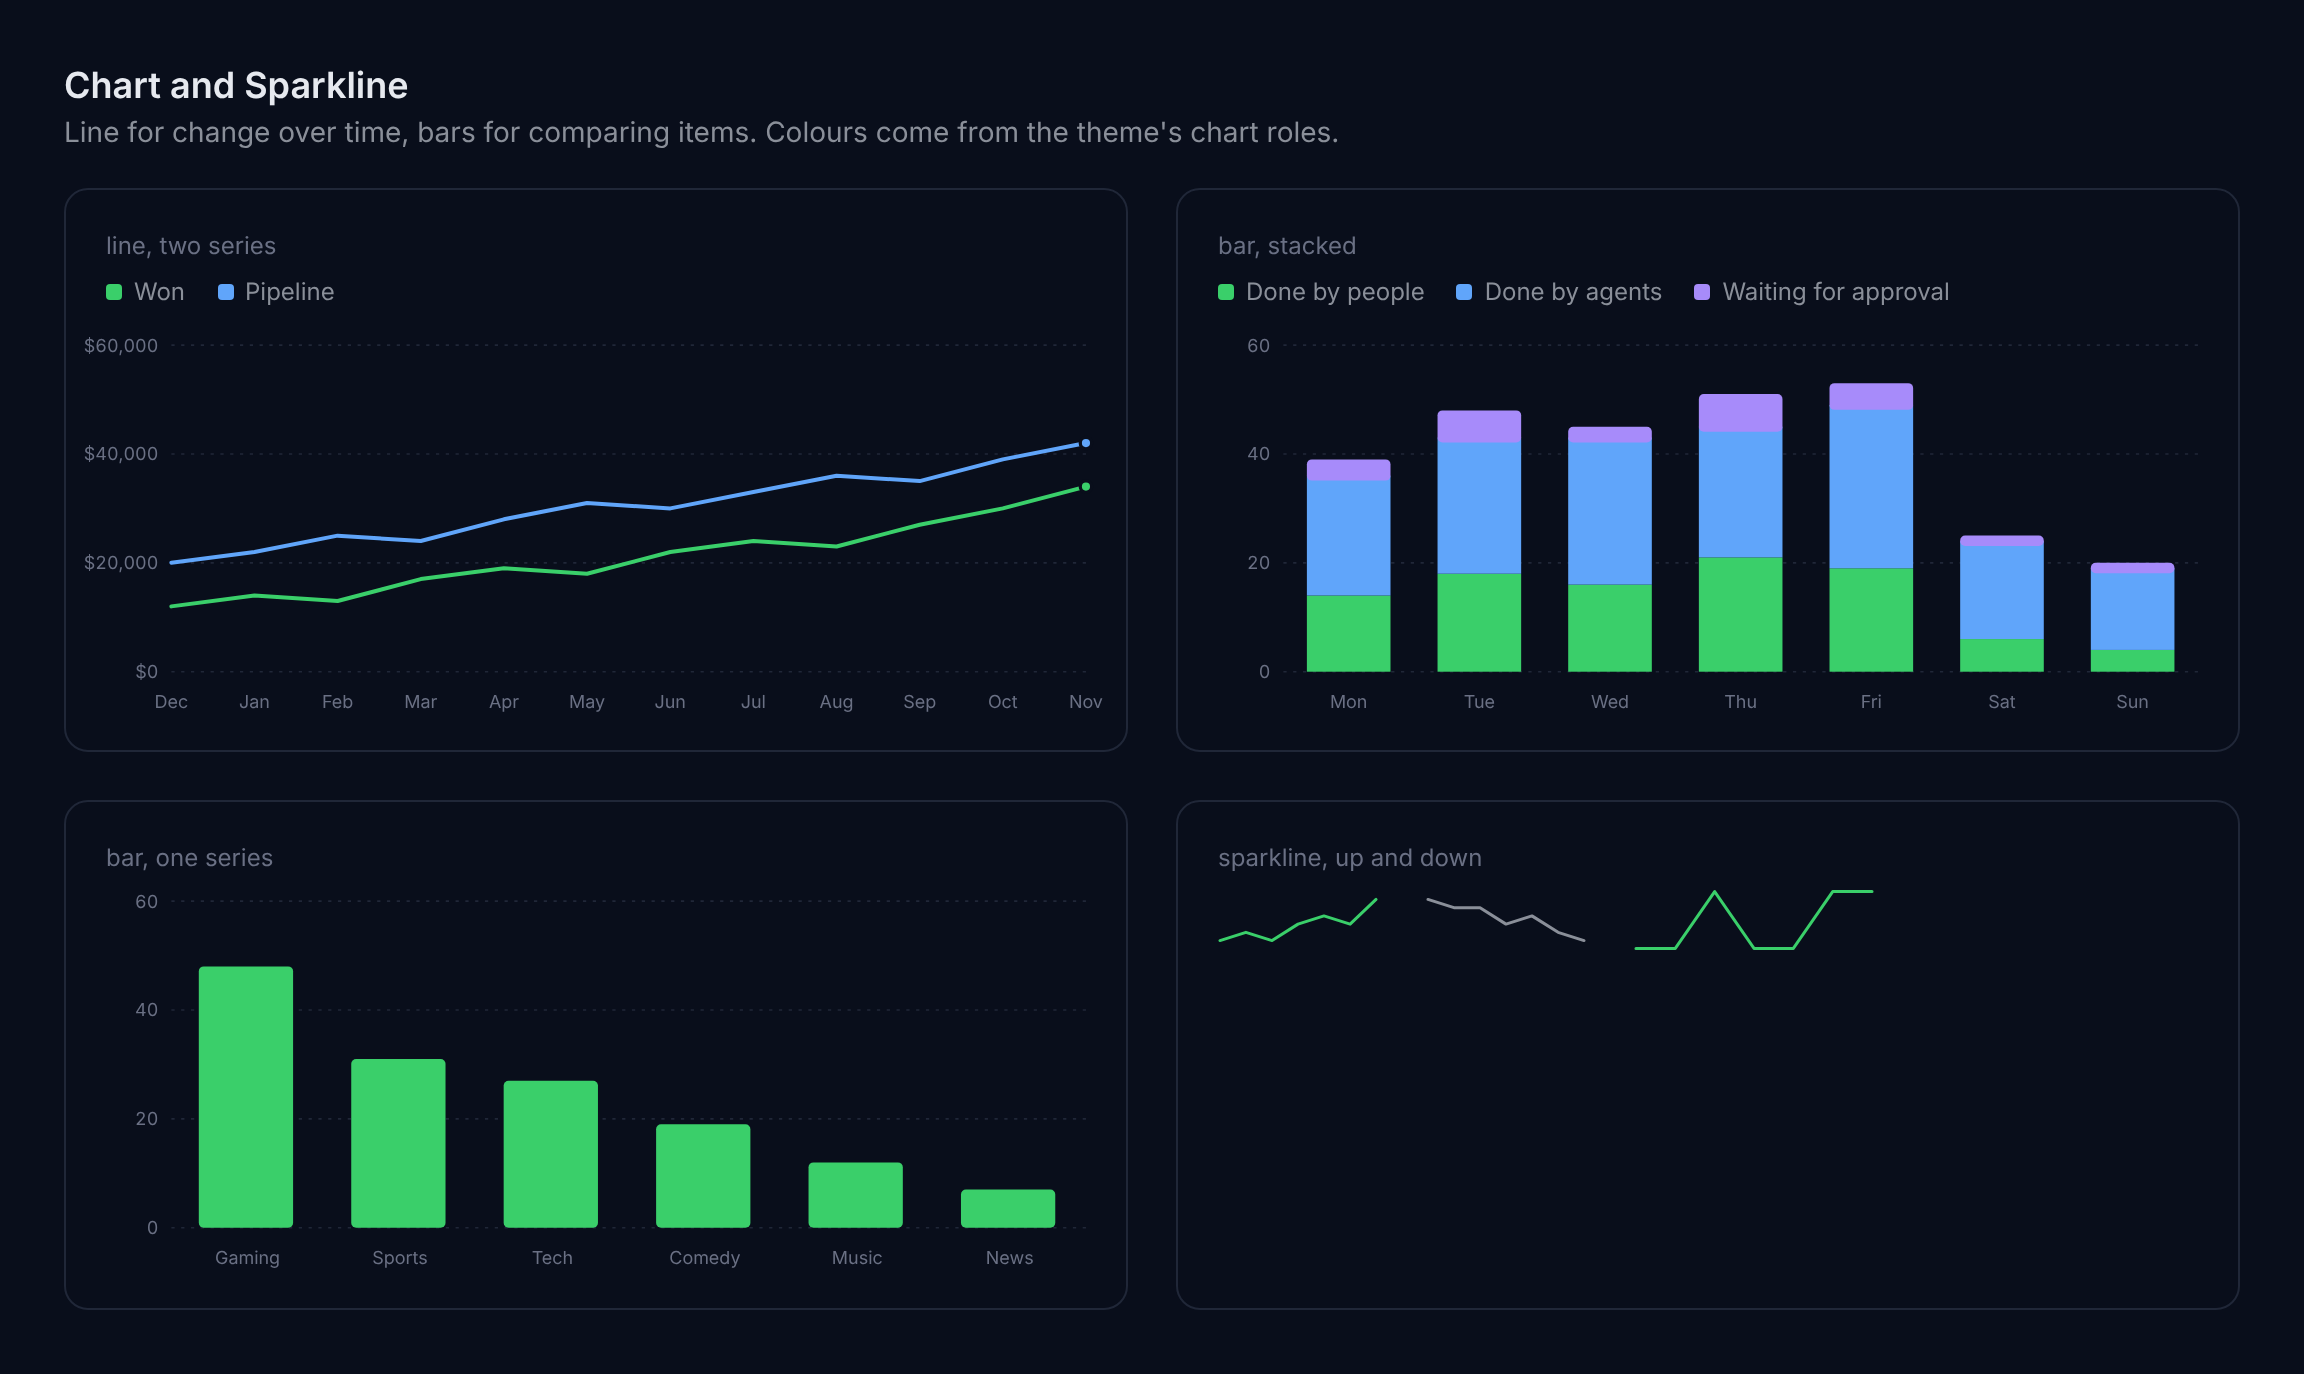 Chart and Sparkline
Line for change over time, bars for comparing items. Colours come from the theme's chart roles.
line, two series
Won Pipeline
$60,000
$40,000
$20,000
$0
Dec Jan Feb Mar Apr May Jun Jul Aug Sep Oct Nov
bar, stacked
Done by people Done by agents Waiting for approval
60
40
20
0
Mon Tue Wed Thu Fri Sat Sun
bar, one series
60
40
20
0
Gaming Sports Tech Comedy Music News
sparkline, up and down